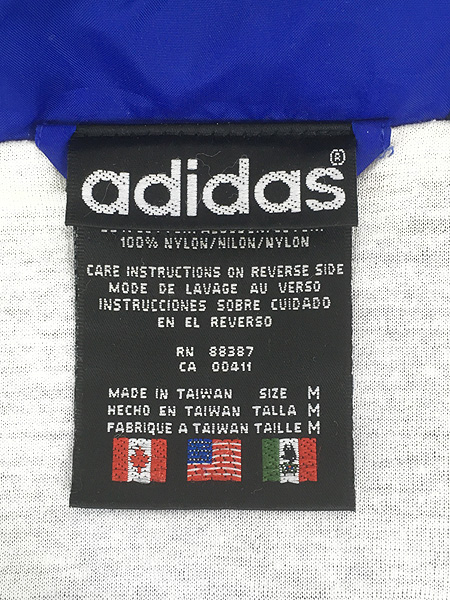 adidas®
100% NYLON/NILON/NYLON
CARE INSTRUCTIONS ON REVERSE SIDE
MODE DE LAVAGE AU VERSO
INSTRUCCIONES SOBRE CUIDADO
EN EL REVERSO
RN 88387
CA 00411
MADE IN TAIWAN SIZE M
HECHO EN TAIWAN TALLA M
FABRIQUE A TAIWAN TAILLE M